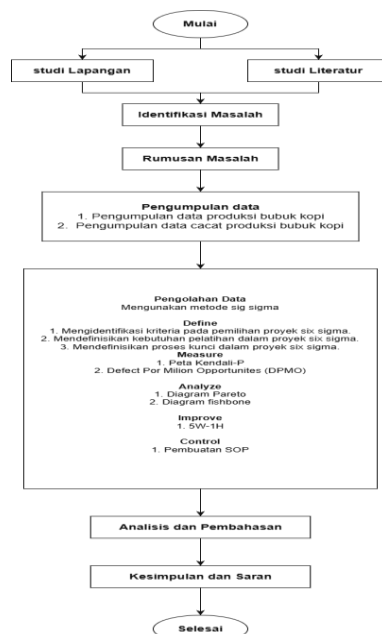 Mulai
studi Lapangan
studi Literatur
Identifikasi Masalah
Rumusan Masalah
Pengumpulan data
1. Pengumpulan data produksi bubuk kopi
2. Pengumpulan data cacat produksi bubuk kopi
Pengolahan Data
Mengunakan metode sig sigma
Define
1. Mengidentifikasi kriteria pada pemilihan proyek six sigma.
2. Mendefinisikan kebutuhan pelatihan dalam proyek six sigma.
3. Mendefinisikan proses kunci dalam proyek six sigma.
Measure
1. Peta Kendali-P
2. Defect Por Milion Opportunites (DPMO)
Analyze
1. Diagram Pareto
2. Diagram fishbone
Improve
1. 5W-1H
Control
1. Pembuatan SOP
Analisis dan Pembahasan
Kesimpulan dan Saran
Selesai